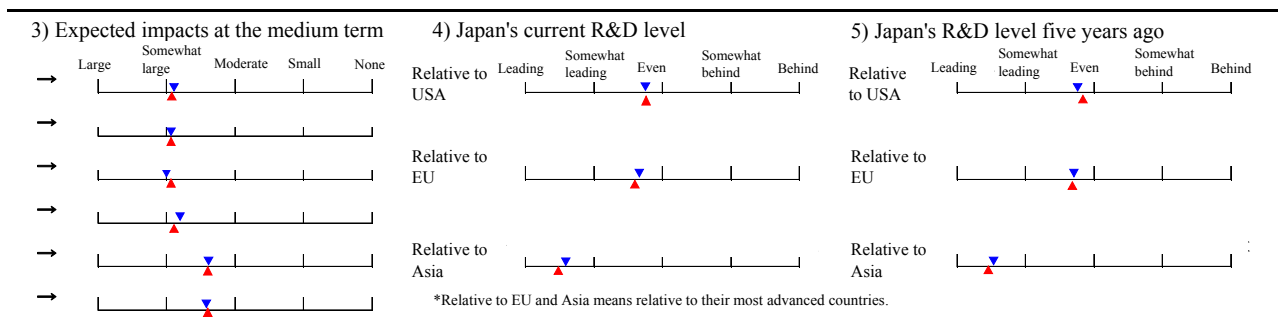 3) Expected impacts at the medium term
Large
Somewhat
large
Moderate
Small
None
4) Japan's current R&D level
Leading
Somewhat
leading
Even
Somewhat
behind
Behind
Relative to
USA
Relative to
EU
Relative to
Asia
*Relative to EU and Asia means relative to their most advanced countries.
5) Japan's R&D level five years ago
Leading
Somewhat
leading
Even
Somewhat
behind
Behind
Relative
to USA
Relative to
EU
Relative to
Asia